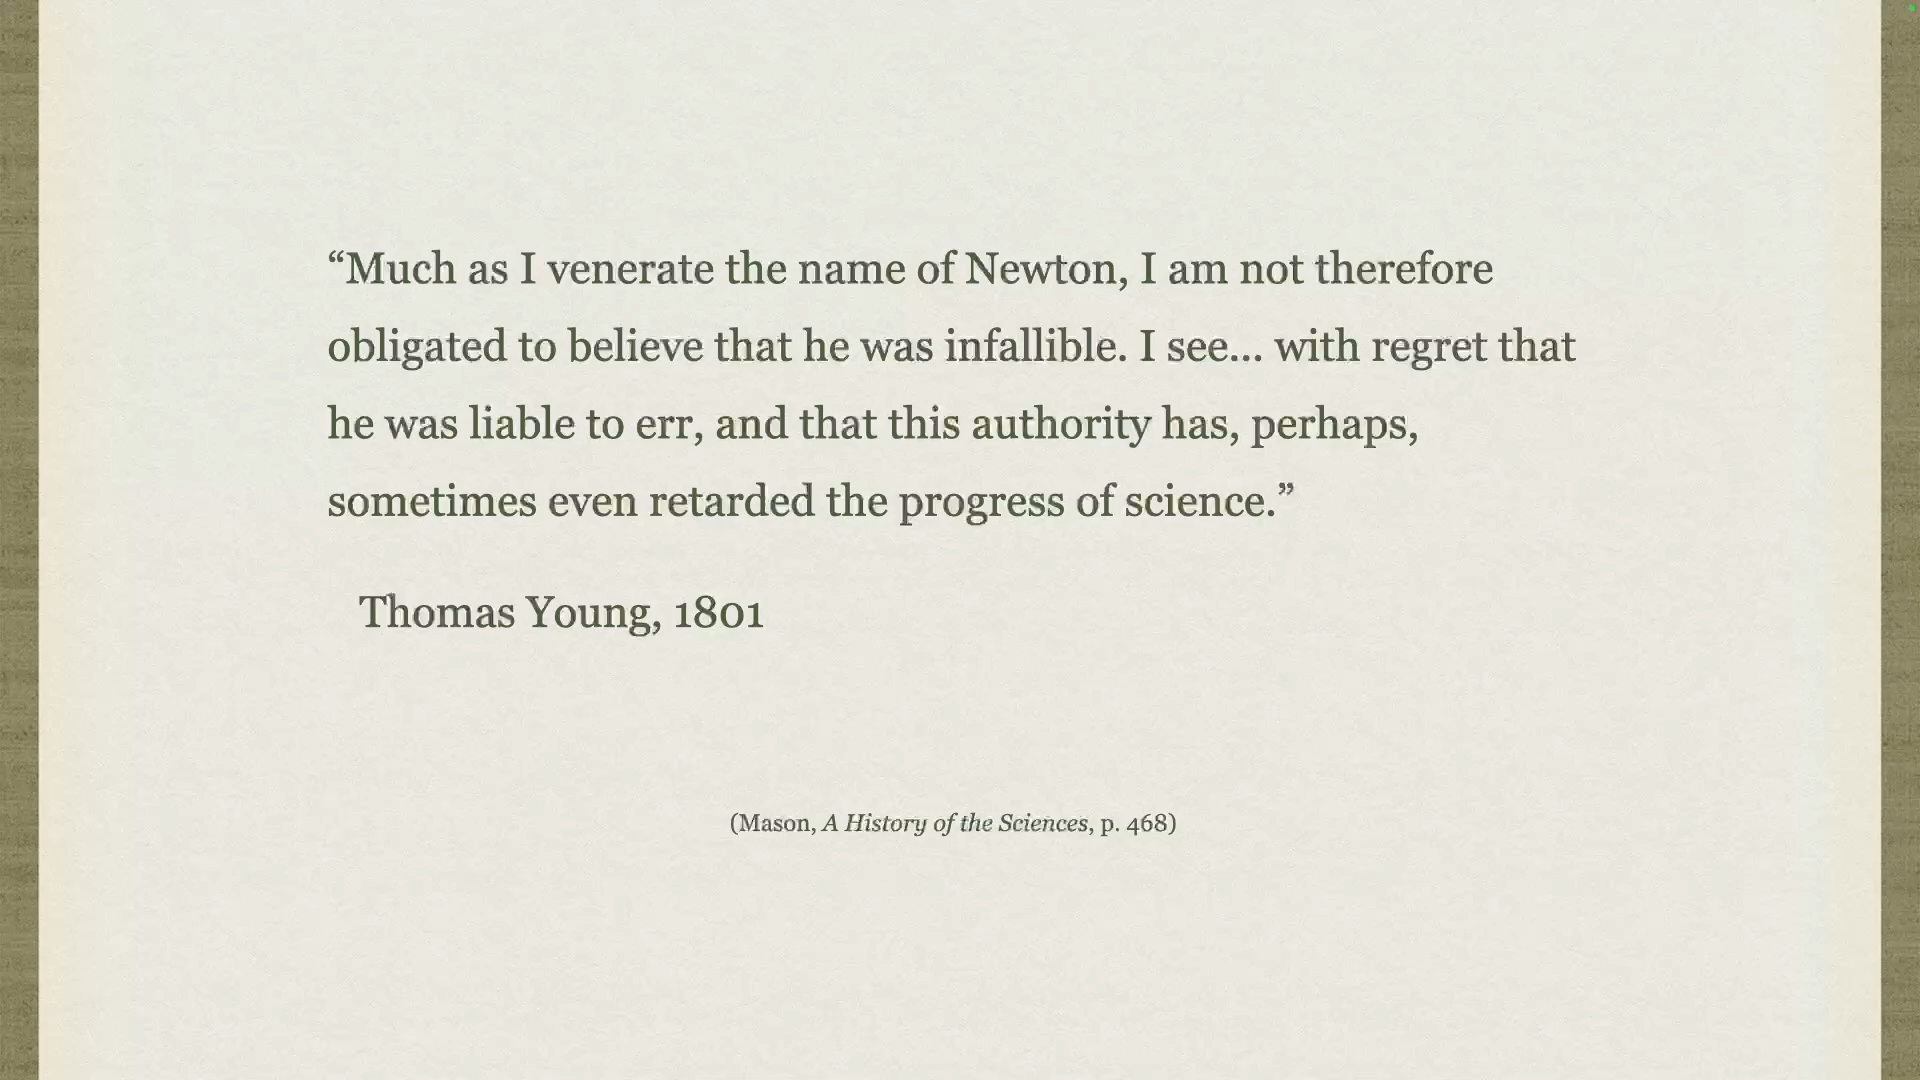 “Much as I venerate the name of Newton, I am not therefore
obligated to believe that he was infallible. I see... with regret that
he was liable to err, and that this authority has, perhaps,
sometimes even retarded the progress of science.”
Thomas Young, 1801
(Mason, A History of the Sciences, p. 468)